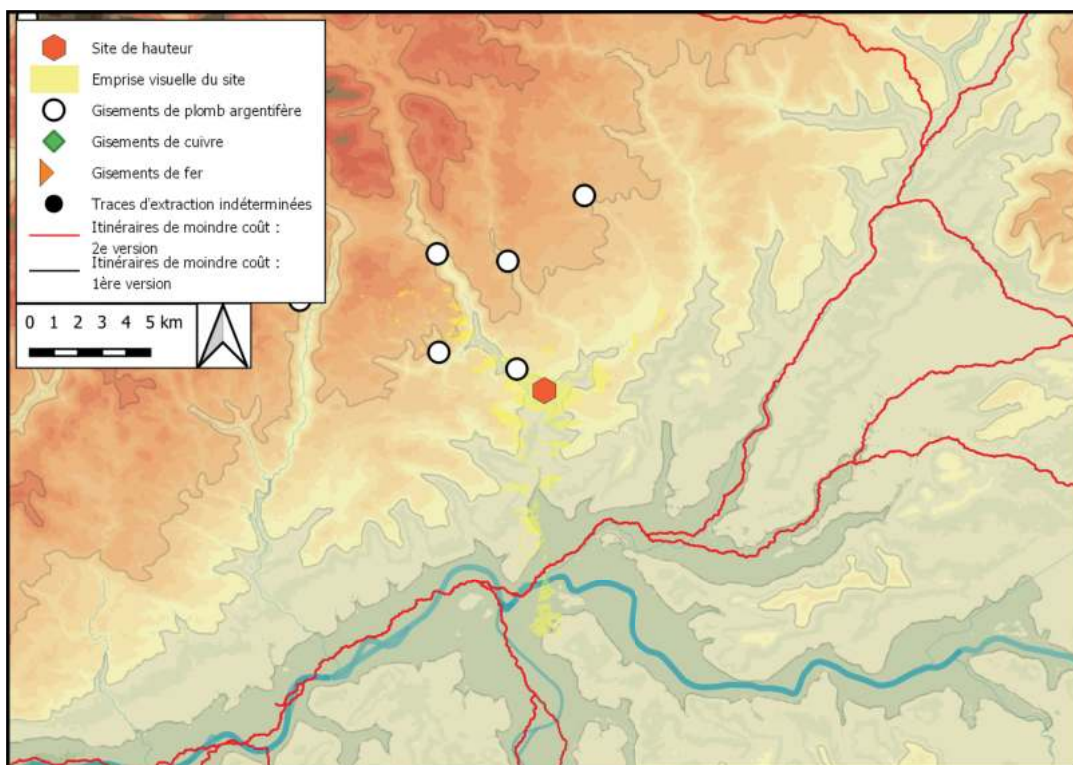 Site de hauteur
Emprise visuelle du site
Gisements de plomb argentifère
Gisements de cuivre
Gisements de fer
Traces d'extraction indéterminées
Itinéraires de moindre coût :
2e version
Itinéraires de moindre coût :
1ère version
0 1 2 3 4 5 km